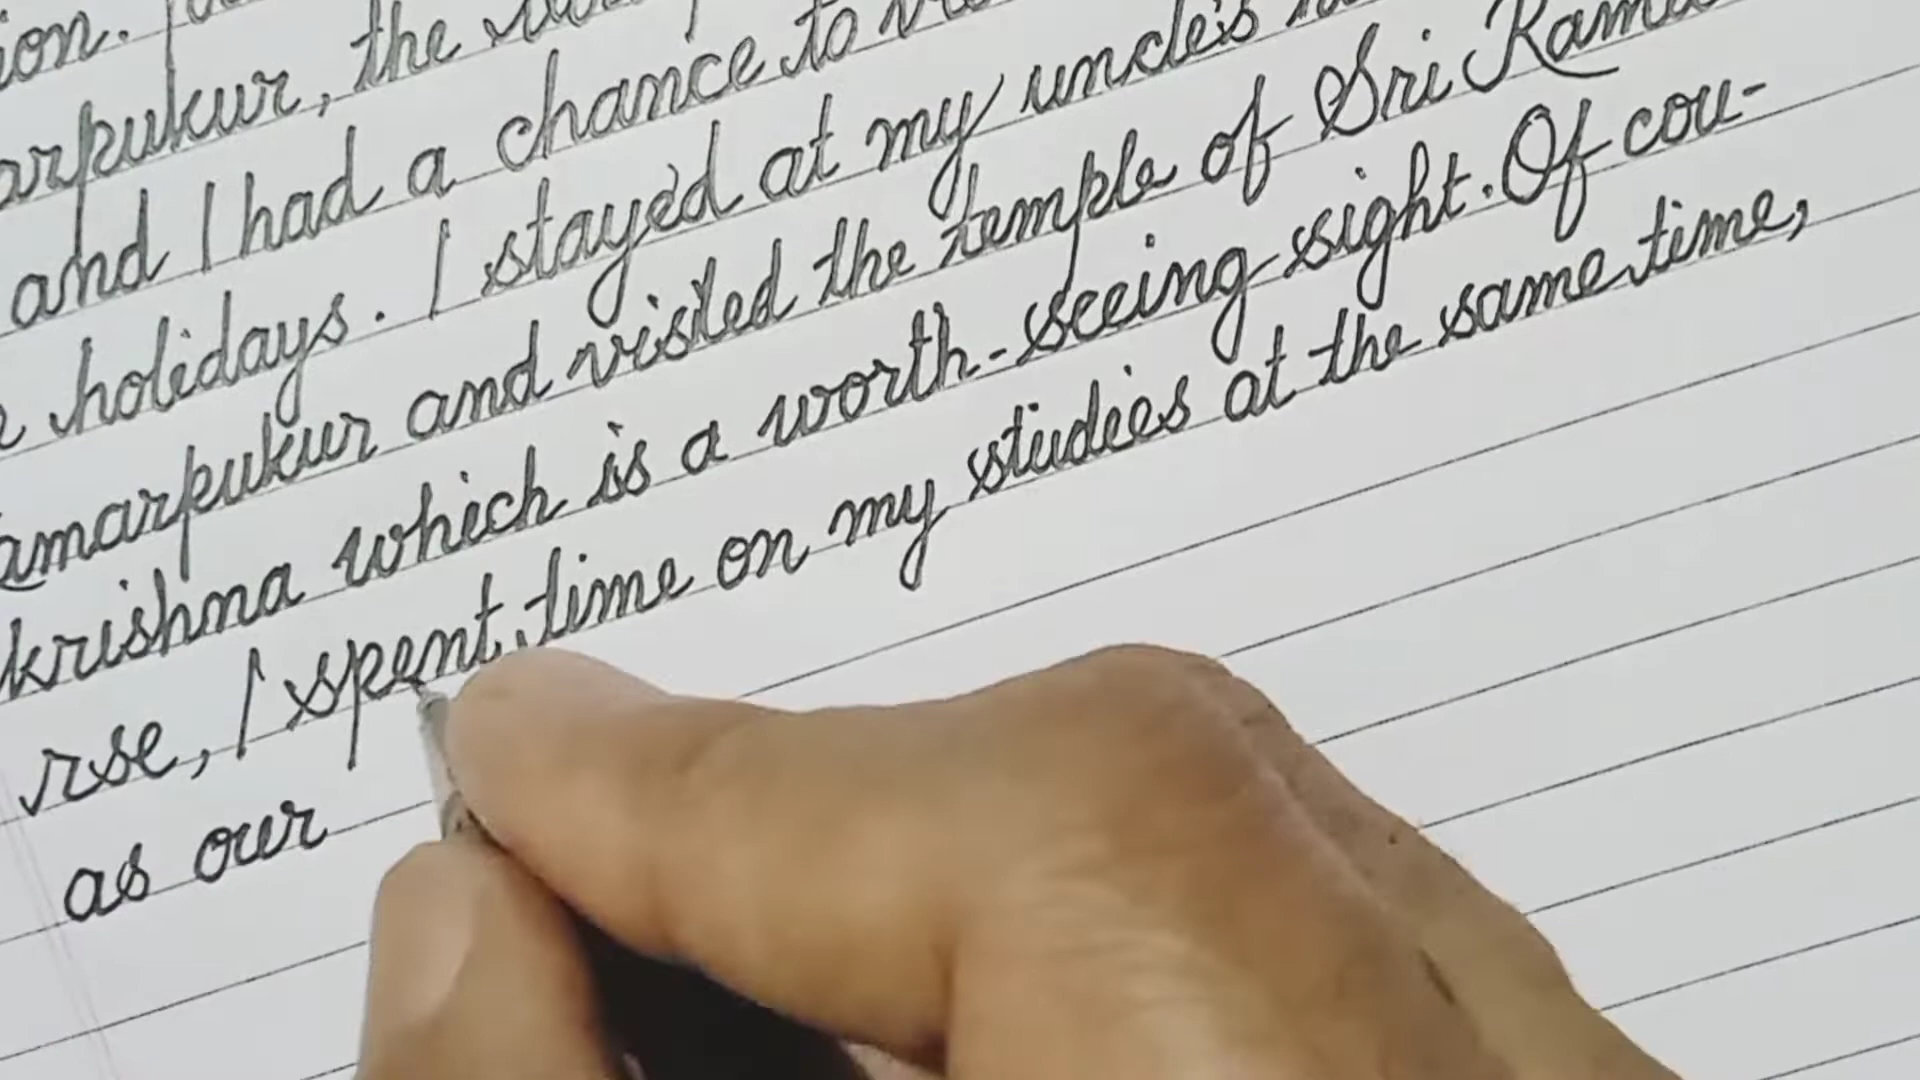 ion.
arpukur, the
and I had a chance to
holidays. I stayed at my uncle's
amarpukur and visited the temple of Sri Rama
krishna which is a worth-seeing sight. Of cou-
rse, I spent time on my studies at the same time,
as our